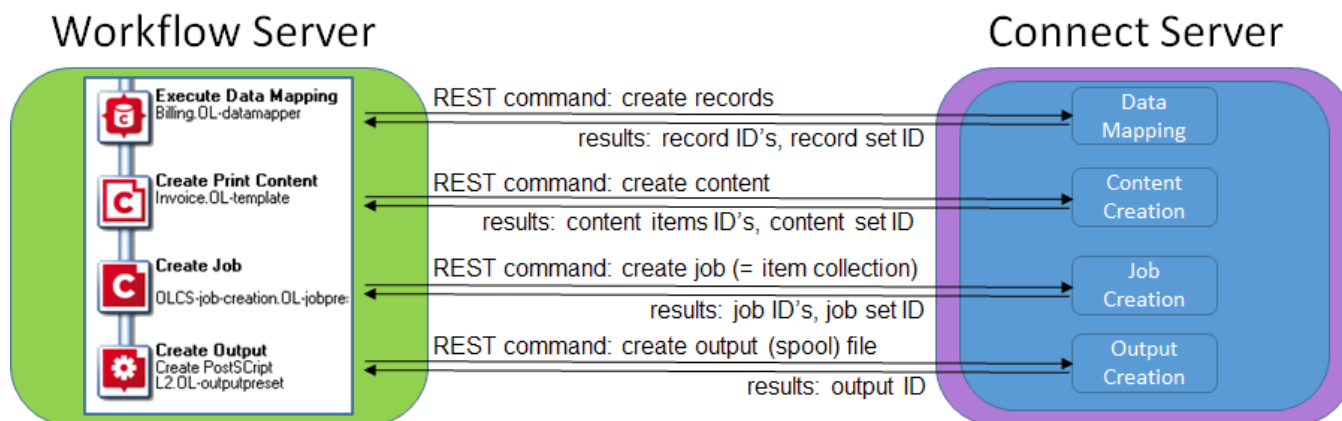 Workflow Server
Connect Server
Execute Data Mapping
Billing.OL-datamapper
REST command: create records
results: record ID's, record set ID
Data
Mapping
Create Print Content
Invoice.OL-template
REST command: create content
results: content items ID's, content set ID
Content
Creation
Create Job
OLCS-job-creation.OL-jobpre
REST command: create job (= item collection)
results: job ID's, job set ID
Job
Creation
Create Output
Create PostSCript
L2.OL-outputpreset
REST command: create output (spool) file
results: output ID
Output
Creation